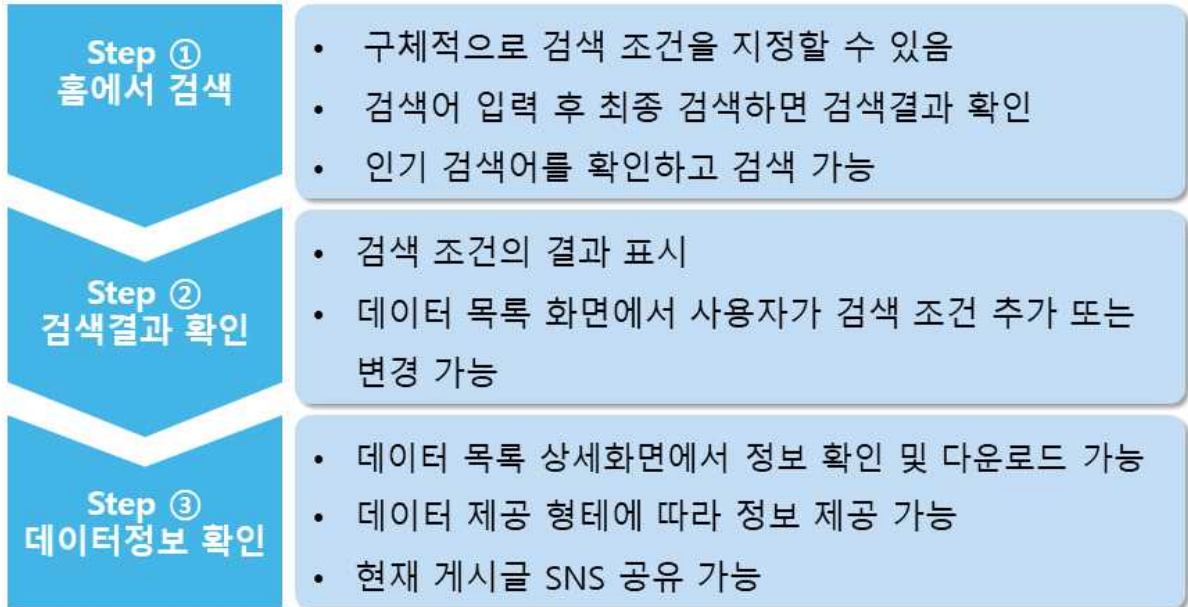 Step ①
홈에서 검색
• 구체적으로 검색 조건을 지정할 수 있음
• 검색어 입력 후 최종 검색하면 검색결과 확인
• 인기 검색어를 확인하고 검색 가능
Step ②
검색결과 확인
• 검색 조건의 결과 표시
• 데이터 목록 화면에서 사용자가 검색 조건 추가 또는
변경 가능
Step ③
데이터정보 확인
• 데이터 목록 상세화면에서 정보 확인 및 다운로드 가능
• 데이터 제공 형테에 따라 정보 제공 가능
• 현재 게시글 SNS 공유 가능